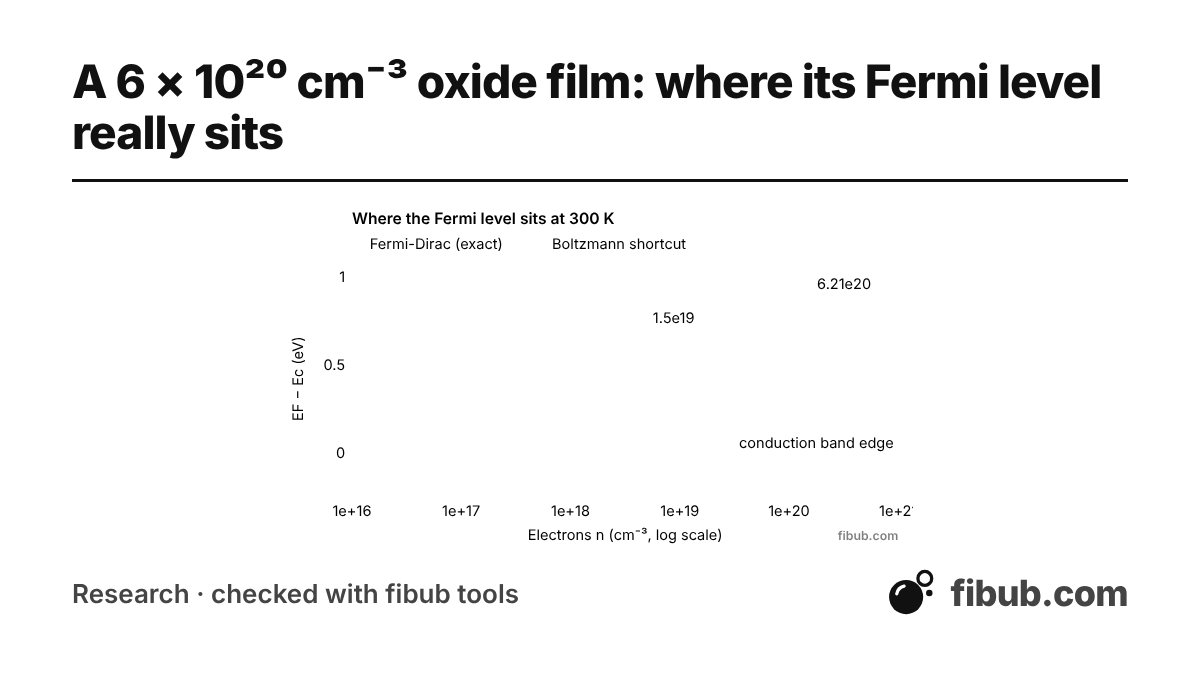 A 6 × 10²⁰ cm⁻³ oxide film: where its Fermi level
really sits
Where the Fermi level sits at 300 K
Fermi-Dirac (exact) Boltzmann shortcut
1
6.21e20
1.5e19
0.5
EF − Ec (eV)
conduction band edge
0
1e+16 1e+17 1e+18 1e+19 1e+20 1e+2
Electrons n (cm⁻³, log scale)
fibub.com
Research · checked with fibub tools
fibub.com